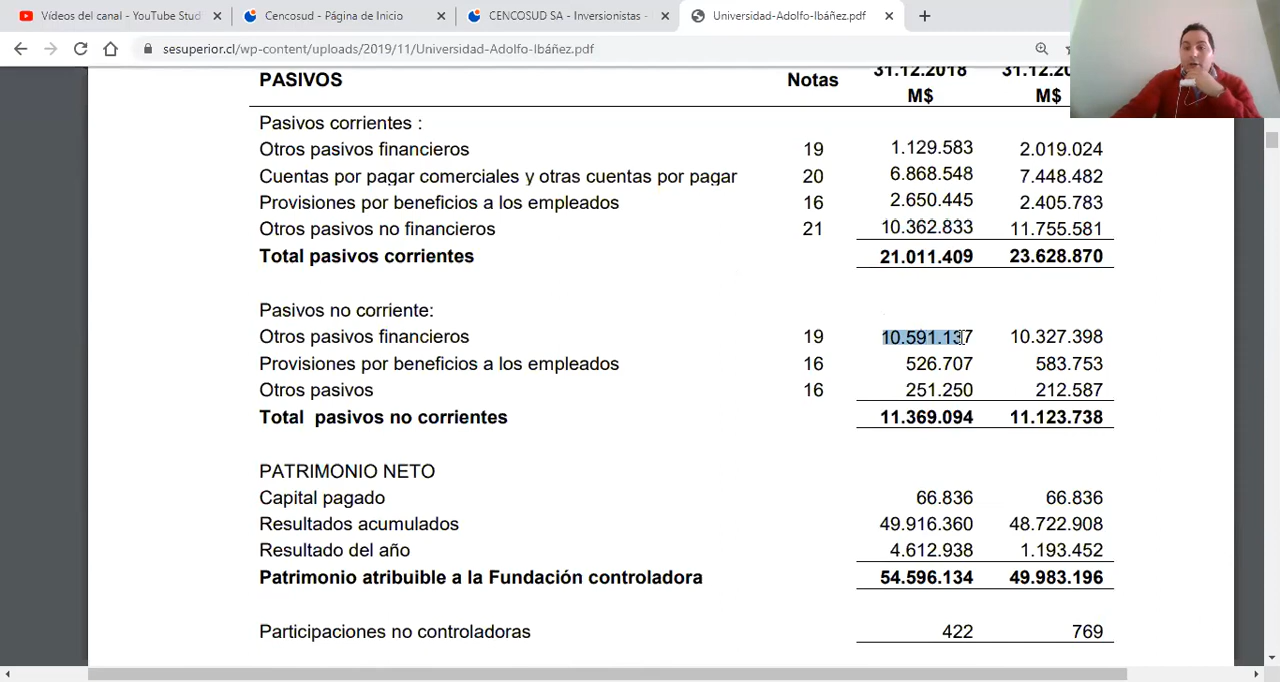 Vídeos del canal - YouTube Stud
Cencosud - Página de Inicio
CENCOSUD SA - Inversionistas -
Universidad-Adolfo-Ibáñez.pdf
sesuperior.cl/wp-content/uploads/2019/11/Universidad-Adolfo-Ibáñez.pdf
PASIVOS Notas 31.12.2018 31.12.20
M$ M$
Pasivos corrientes :
Otros pasivos financieros 19 1.129.583 2.019.024
Cuentas por pagar comerciales y otras cuentas por pagar 20 6.868.548 7.448.482
Provisiones por beneficios a los empleados 16 2.650.445 2.405.783
Otros pasivos no financieros 21 10.362.833 11.755.581
Total pasivos corrientes 21.011.409 23.628.870
Pasivos no corriente:
Otros pasivos financieros 19 10.591.137 10.327.398
Provisiones por beneficios a los empleados 16 526.707 583.753
Otros pasivos 16 251.250 212.587
Total pasivos no corrientes 11.369.094 11.123.738
PATRIMONIO NETO
Capital pagado 66.836 66.836
Resultados acumulados 49.916.360 48.722.908
Resultado del año 4.612.938 1.193.452
Patrimonio atribuible a la Fundación controladora 54.596.134 49.983.196
Participaciones no controladoras 422 769